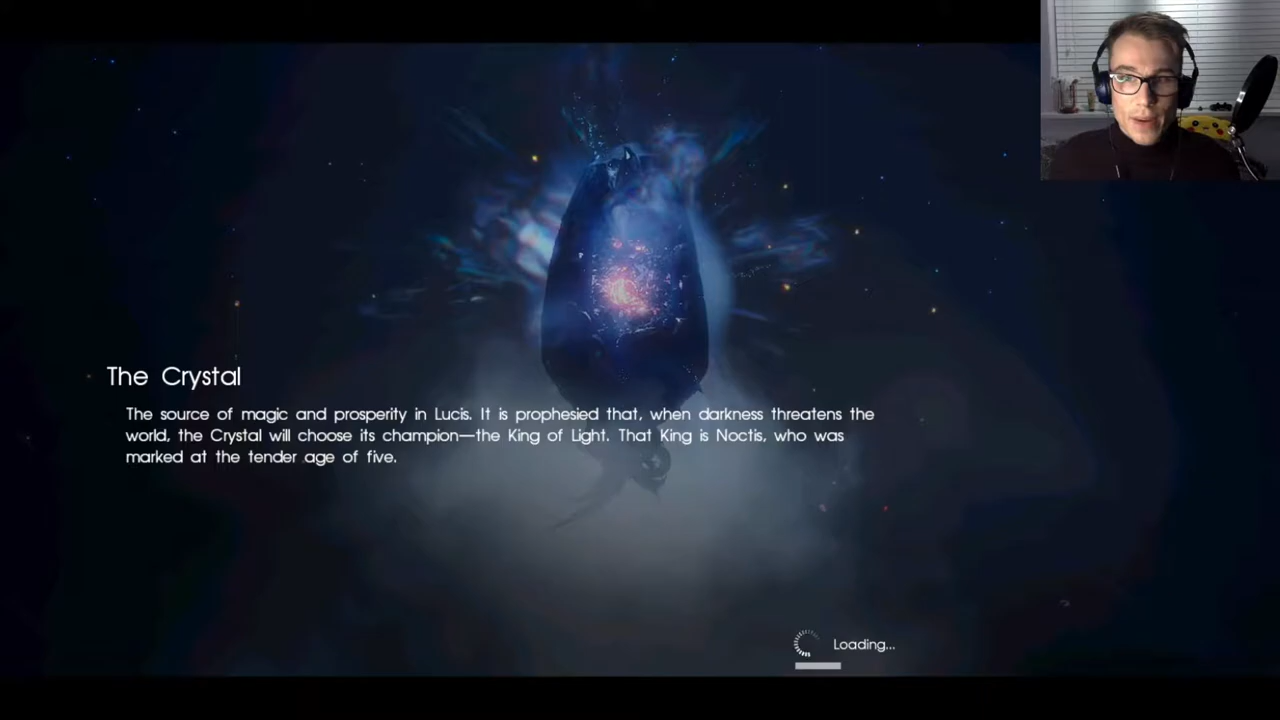 The Crystal
The source of magic and prosperity in Lucis. It is prophesied that, when darkness threatens the
world, the Crystal will choose its champion—the King of Light. That King is Noctis, who was
marked at the tender age of five.
Loading...